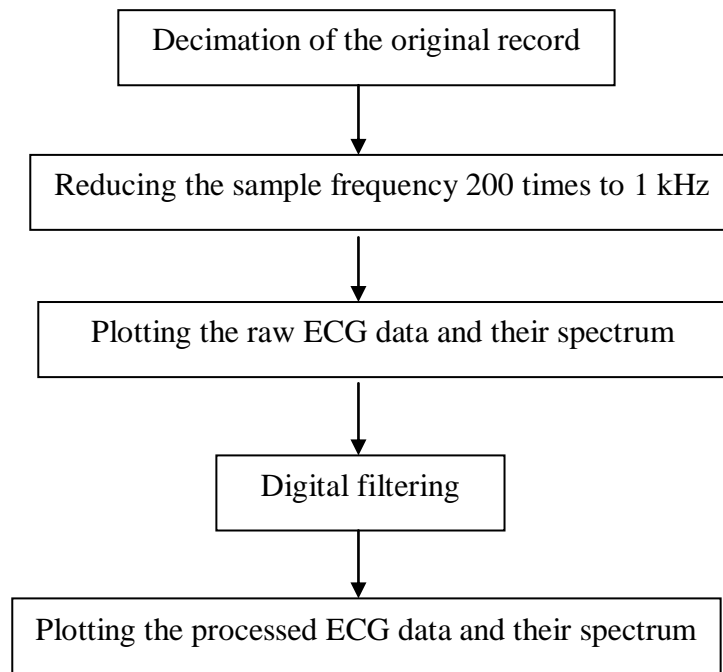 Decimation of the original record
Reducing the sample frequency 200 times to 1 kHz
Plotting the raw ECG data and their spectrum
Digital filtering
Plotting the processed ECG data and their spectrum